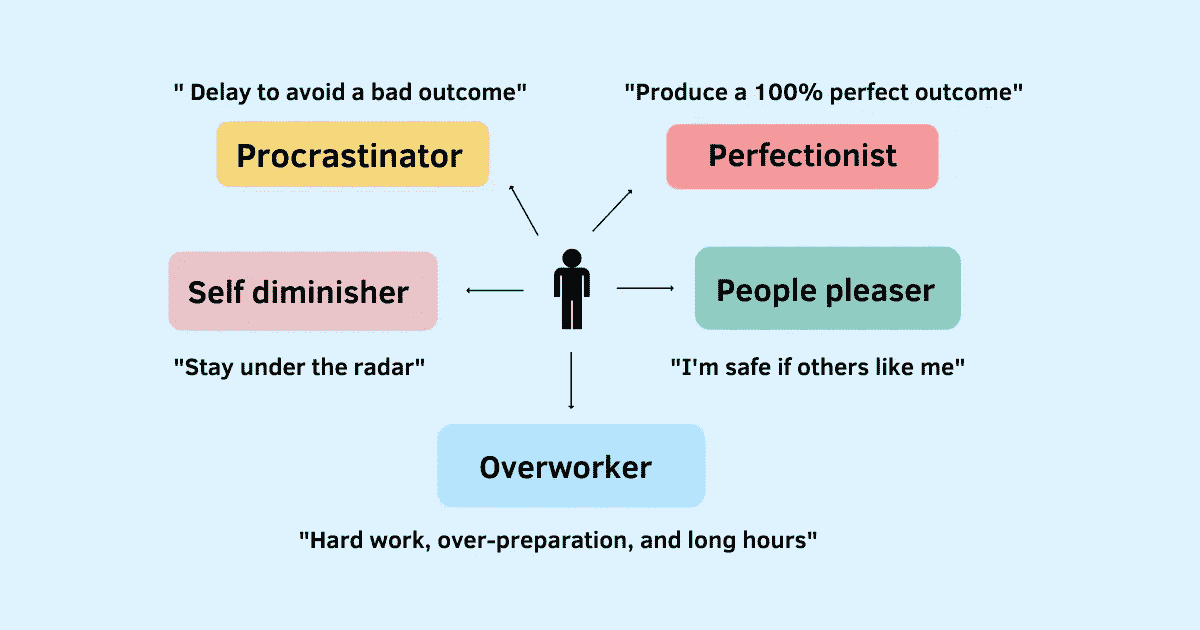 " Delay to avoid a bad outcome"
"Produce a 100% perfect outcome"
Procrastinator
Perfectionist
Self diminisher
People pleaser
"Stay under the radar"
"I'm safe if others like me"
Overworker
"Hard work, over-preparation, and long hours"